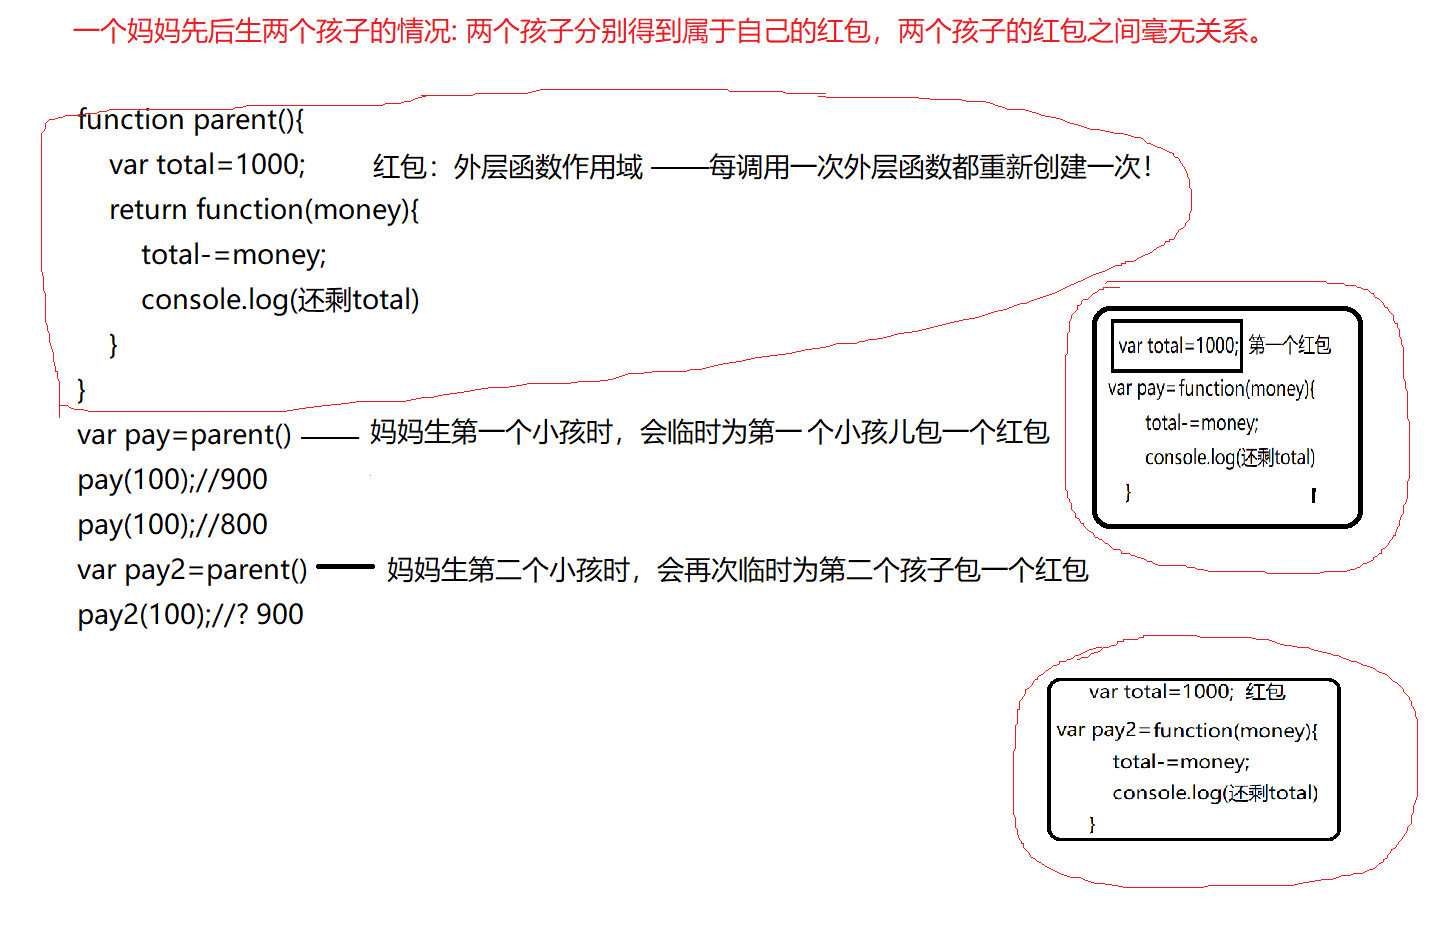 一个妈妈先后生两个孩子的情况: 两个孩子分别得到属于自己的红包，两个孩子的红包之间毫无关系。
function parent(){
var total=1000; 红包：外层函数作用域 ——每调用一次外层函数都重新创建一次！
return function(money){
total-=money;
console.log(还剩total)
}
}
var pay=parent() —— 妈妈生第一个小孩时，会临时为第一个小孩儿包一个红包
pay(100);//900
pay(100);//800
var pay2=parent() —— 妈妈生第二个小孩时，会再次临时为第二个孩子包一个红包
pay2(100);//? 900
var total=1000; 第一个红包
var pay=function(money){
total-=money;
console.log(还剩total)
}
var total=1000; 红包
var pay2=function(money){
total-=money;
console.log(还剩total)
}